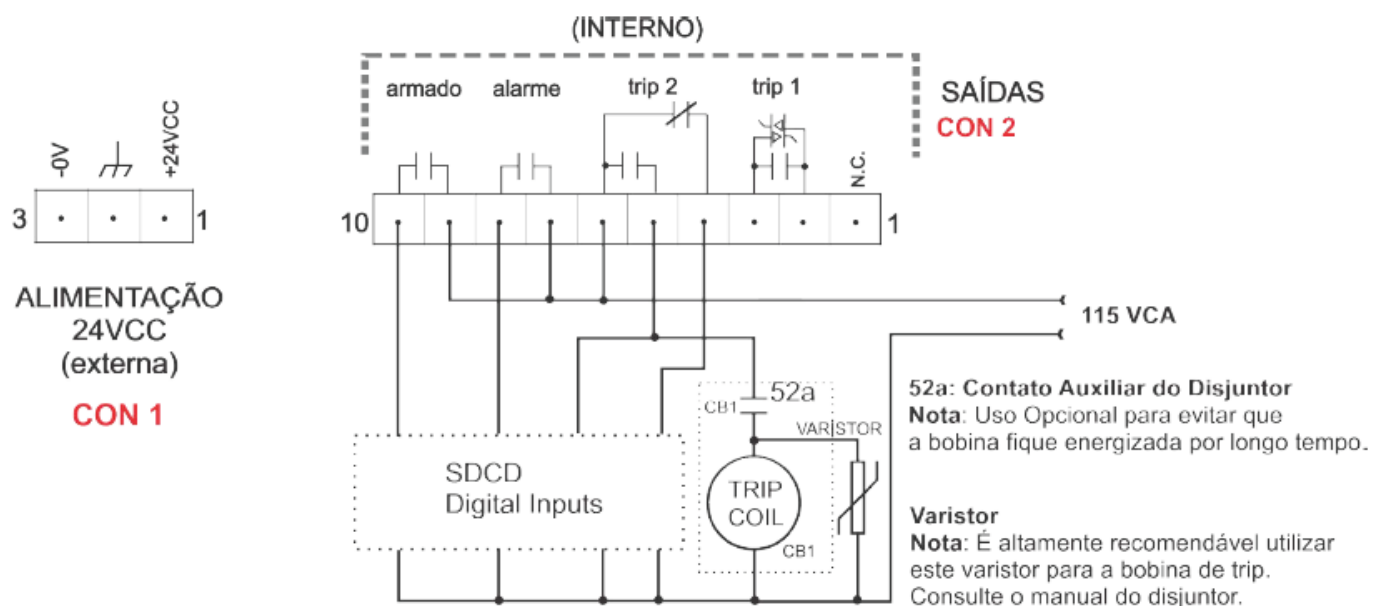 (INTERNO)
armado alarme trip 2 trip 1
SAÍDAS
CON 2
-0V
+24VCC
N.C.
3 1
10 1
ALIMENTAÇÃO
24VCC
(externa)
CON 1
115 VCA
52a
CB1
VARISTOR
SDCD
Digital Inputs
TRIP
COIL
CB1
52a: Contato Auxiliar do Disjuntor
Nota: Uso Opcional para evitar que
a bobina fique energizada por longo tempo.
Varistor
Nota: É altamente recomendável utilizar
este varistor para a bobina de trip.
Consulte o manual do disjuntor.